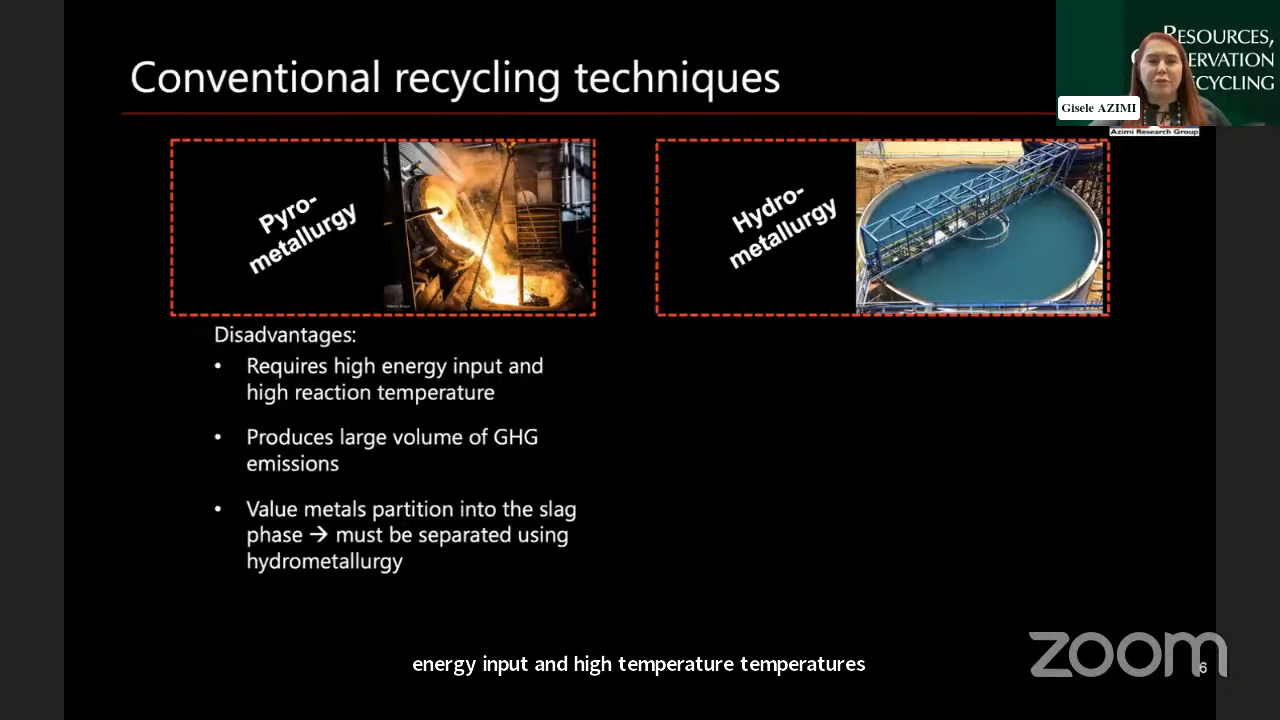 Conventional recycling techniques
RESOURCES,
ERVATION
ECYCLING
Gisele AZIMI
Azimi Research Group
Pyro-
metallurgy
Hydro-
metallurgy
Disadvantages:
• Requires high energy input and
high reaction temperature
• Produces large volume of GHG
emissions
• Value metals partition into the slag
phase → must be separated using
hydrometallurgy
energy input and high temperature temperatures
zoom
6